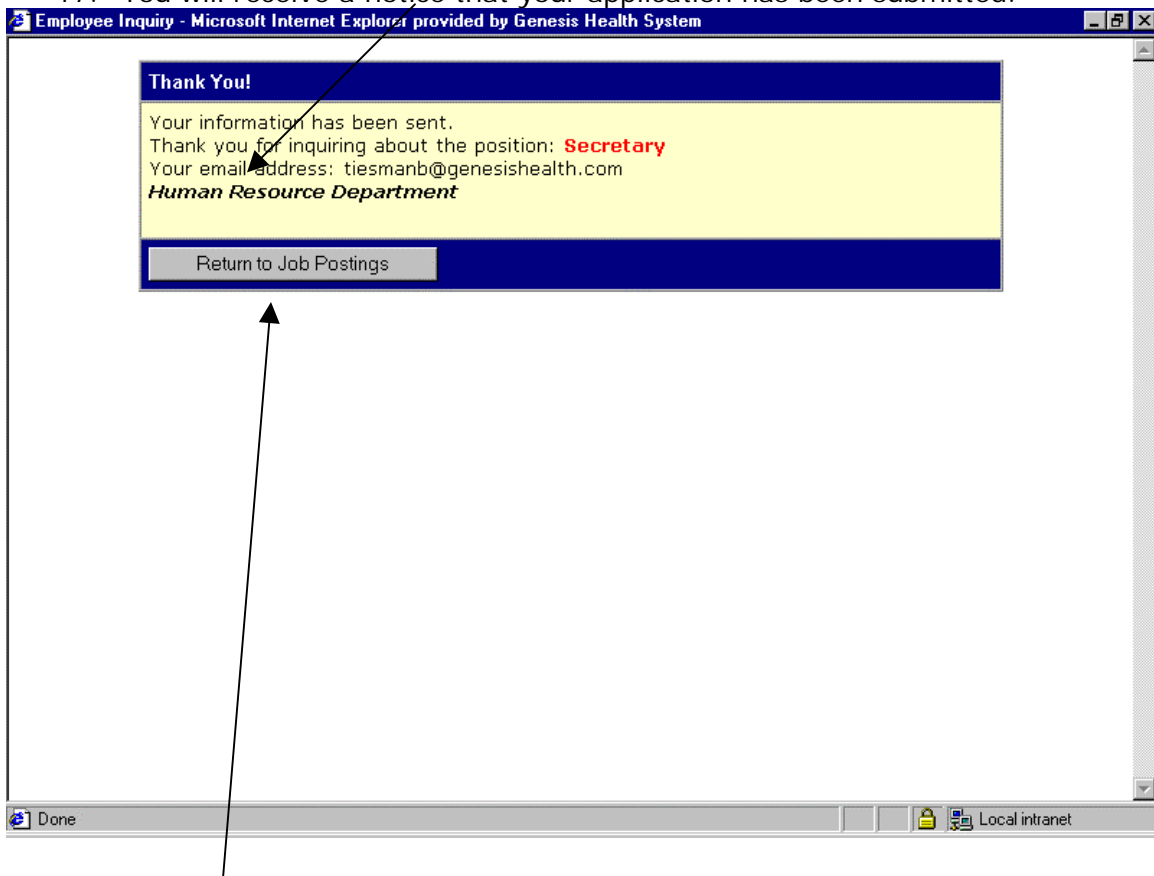 17. You will receive a notice that your application has been submitted.
Employee Inquiry - Microsoft Internet Explorer provided by Genesis Health System
Thank You!
Your information has been sent.
Thank you for inquiring about the position: Secretary
Your email address: tiesmanb@genesishealth.com
Human Resource Department
Return to Job Postings
Done
Local intranet